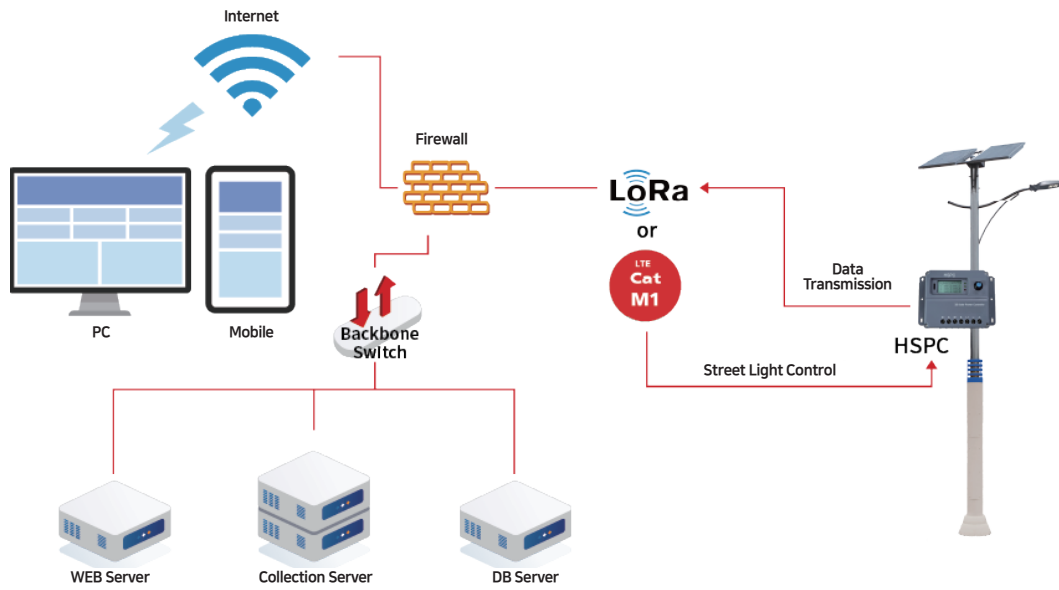 Internet
Firewall
LoRa
or
LTE
Cat
M1
Data
Transmission
HSPC
Street Light Control
PC
Mobile
Backbone
Switch
WEB Server
Collection Server
DB Server